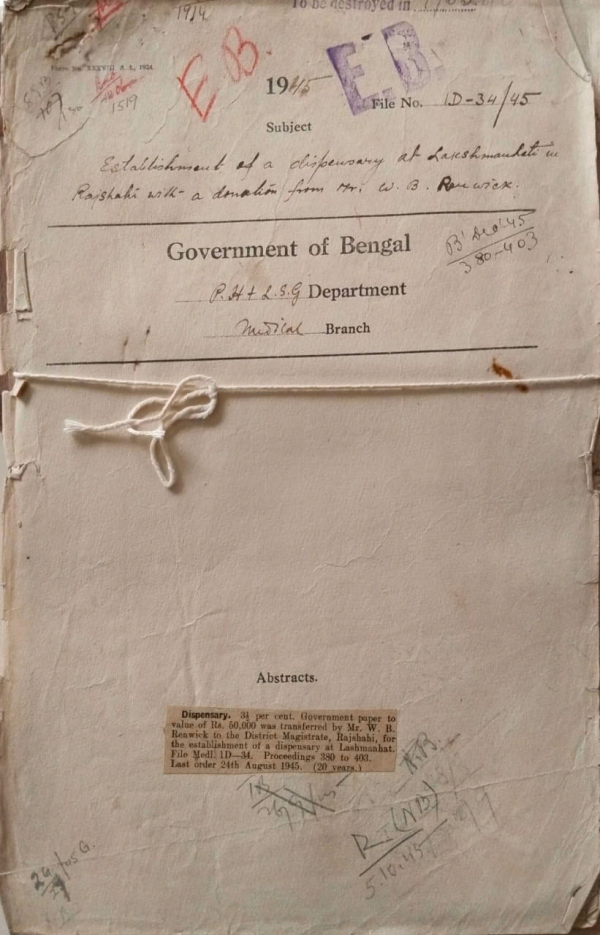 1914
To be destroyed in
E B.
E.B.
1519
1945
File No. 1D-34/45
Subject
Establishment of a dispensary at Lakshmanhati in
Rajshahi with a donation from Mr. W. B. Renwick.
Government of Bengal
B' Dec '45
380-403
P.H & L.S.G Department
Medical Branch
Abstracts.
Dispensary. 3½ per cent. Government paper to
value of Rs. 50,000 was transferred by Mr. W. B.
Renwick to the District Magistrate, Rajshahi, for
the establishment of a dispensary at Lashmanhat.
File Medl. 1D—34. Proceedings 380 to 403.
Last order 24th August 1945. (20 years.)
5.10.45